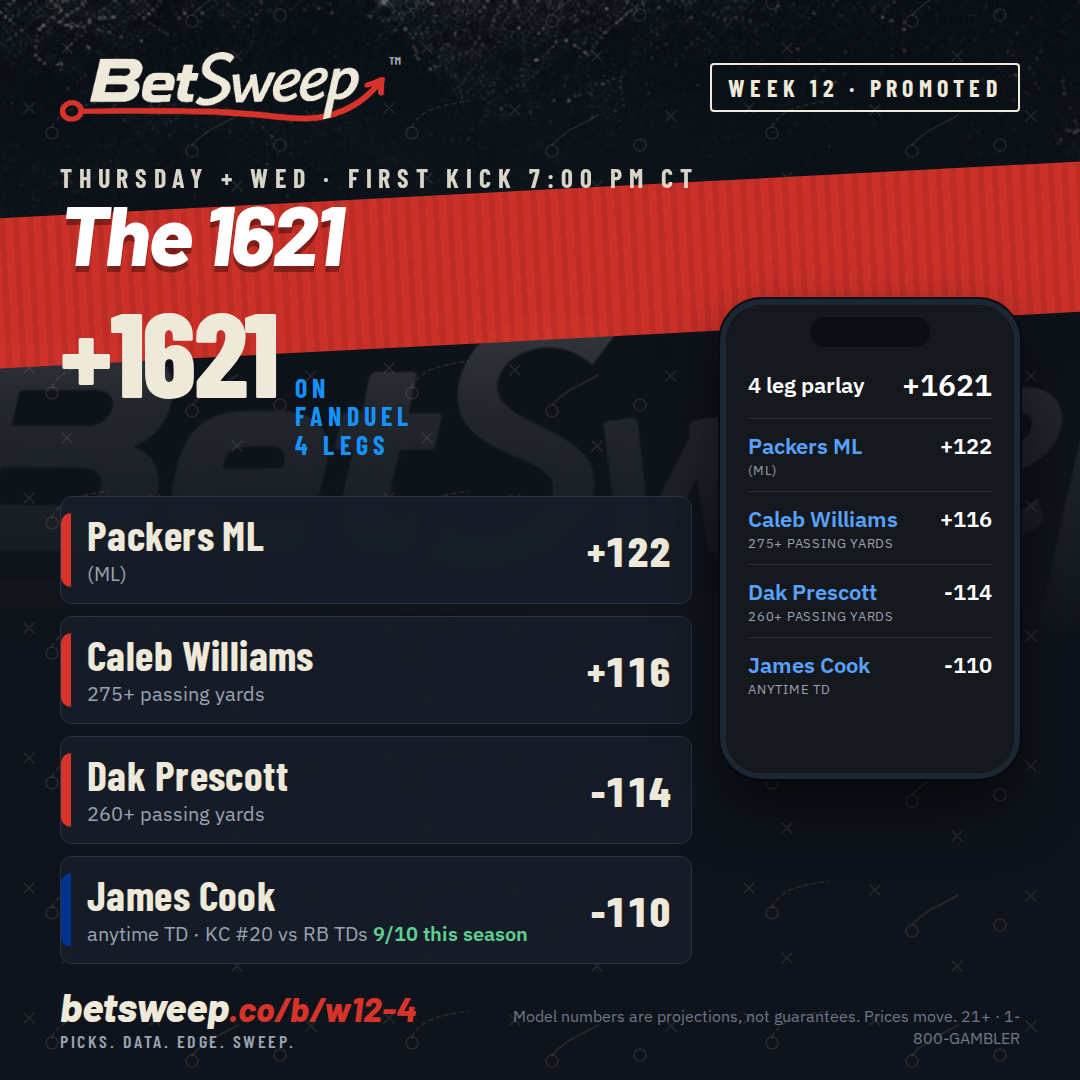 BetSweep™
WEEK 12 · PROMOTED
THURSDAY + WED · FIRST KICK 7:00 PM CT
The 1621
+1621
ON
FANDUEL
4 LEGS
BetSweep
Packers ML
(ML)
+122
Caleb Williams
275+ passing yards
+116
Dak Prescott
260+ passing yards
-114
James Cook
anytime TD · KC #20 vs RB TDs 9/10 this season
-110
4 leg parlay +1621
Packers ML +122
(ML)
Caleb Williams +116
275+ PASSING YARDS
Dak Prescott -114
260+ PASSING YARDS
James Cook -110
ANYTIME TD
betsweep.co/b/w12-4
PICKS. DATA. EDGE. SWEEP.
Model numbers are projections, not guarantees. Prices move. 21+ · 1-
800-GAMBLER